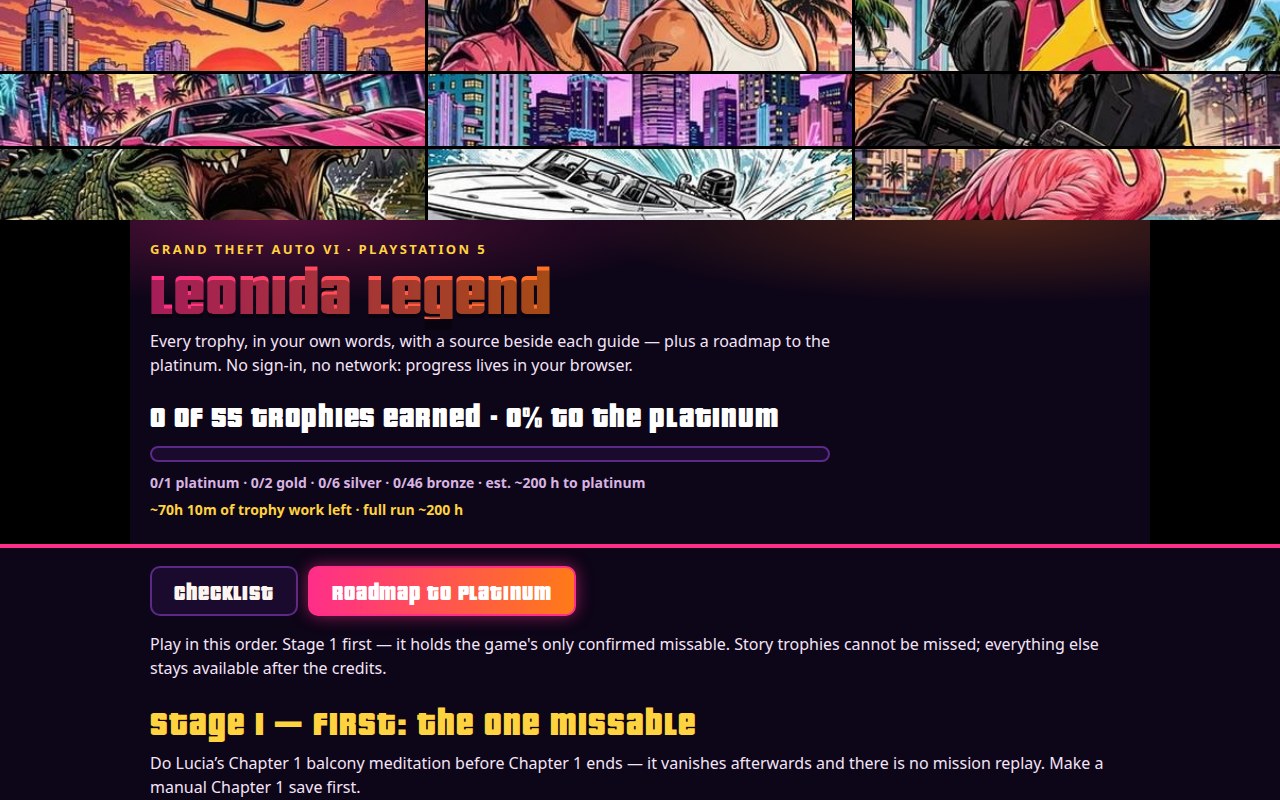 GRAND THEFT AUTO VI · PLAYSTATION 5
Leonida Legend
Every trophy, in your own words, with a source beside each guide — plus a roadmap to the
platinum. No sign-in, no network: progress lives in your browser.
0 of 55 trophies earned · 0% to the platinum
0/1 platinum · 0/2 gold · 0/6 silver · 0/46 bronze · est. ~200 h to platinum
~70h 10m of trophy work left · full run ~200 h
Checklist
Roadmap to Platinum
Play in this order. Stage 1 first — it holds the game's only confirmed missable. Story trophies cannot be missed; everything else
stays available after the credits.
Stage 1 — First: the one missable
Do Lucia’s Chapter 1 balcony meditation before Chapter 1 ends — it vanishes afterwards and there is no mission replay. Make a
manual Chapter 1 save first.